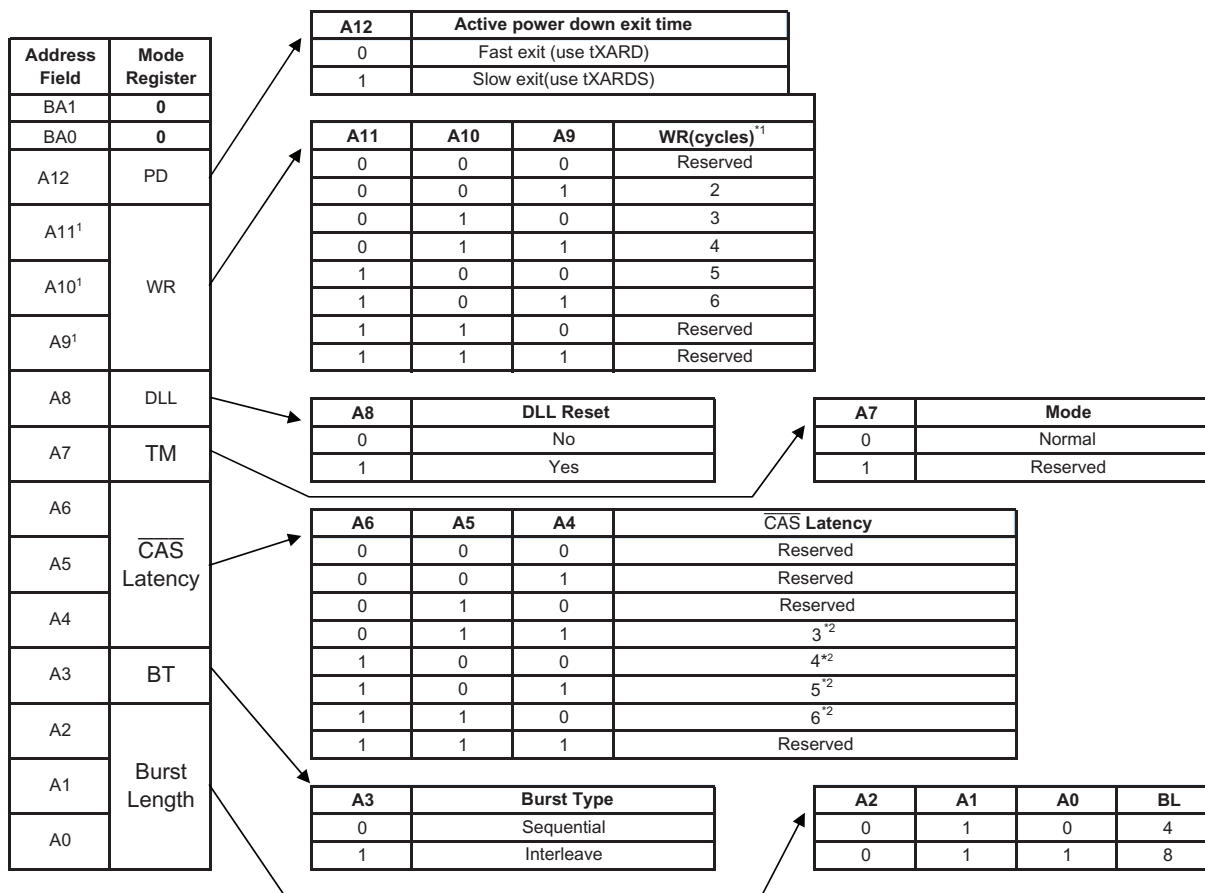 Address Field Mode Register
BA1 0
BA0 0
A12 PD
A11¹
A10¹ WR
A9¹
A8 DLL
A7 TM
A6
A5 C̅A̅S̅ Latency
A4
A3 BT
A2
A1 Burst Length
A0
A12 Active power down exit time
0 Fast exit (use tXARD)
1 Slow exit(use tXARDS)
A11 A10 A9 WR(cycles)*1
0 0 0 Reserved
0 0 1 2
0 1 0 3
0 1 1 4
1 0 0 5
1 0 1 6
1 1 0 Reserved
1 1 1 Reserved
A8 DLL Reset
0 No
1 Yes
A7 Mode
0 Normal
1 Reserved
A6 A5 A4 C̅A̅S̅ Latency
0 0 0 Reserved
0 0 1 Reserved
0 1 0 Reserved
0 1 1 3*2
1 0 0 4*2
1 0 1 5*2
1 1 0 6*2
1 1 1 Reserved
A3 Burst Type
0 Sequential
1 Interleave
A2 A1 A0 BL
0 1 0 4
0 1 1 8